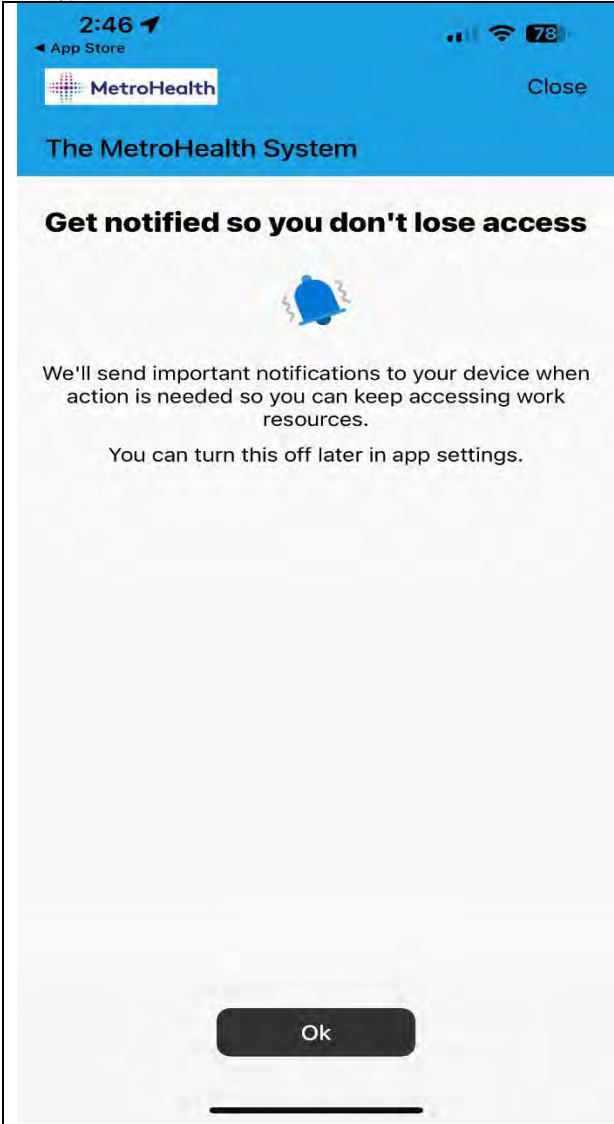 2:46
78
◀ App Store
MetroHealth
Close
The MetroHealth System
Get notified so you don't lose access
We'll send important notifications to your device when
action is needed so you can keep accessing work
resources.
You can turn this off later in app settings.
Ok